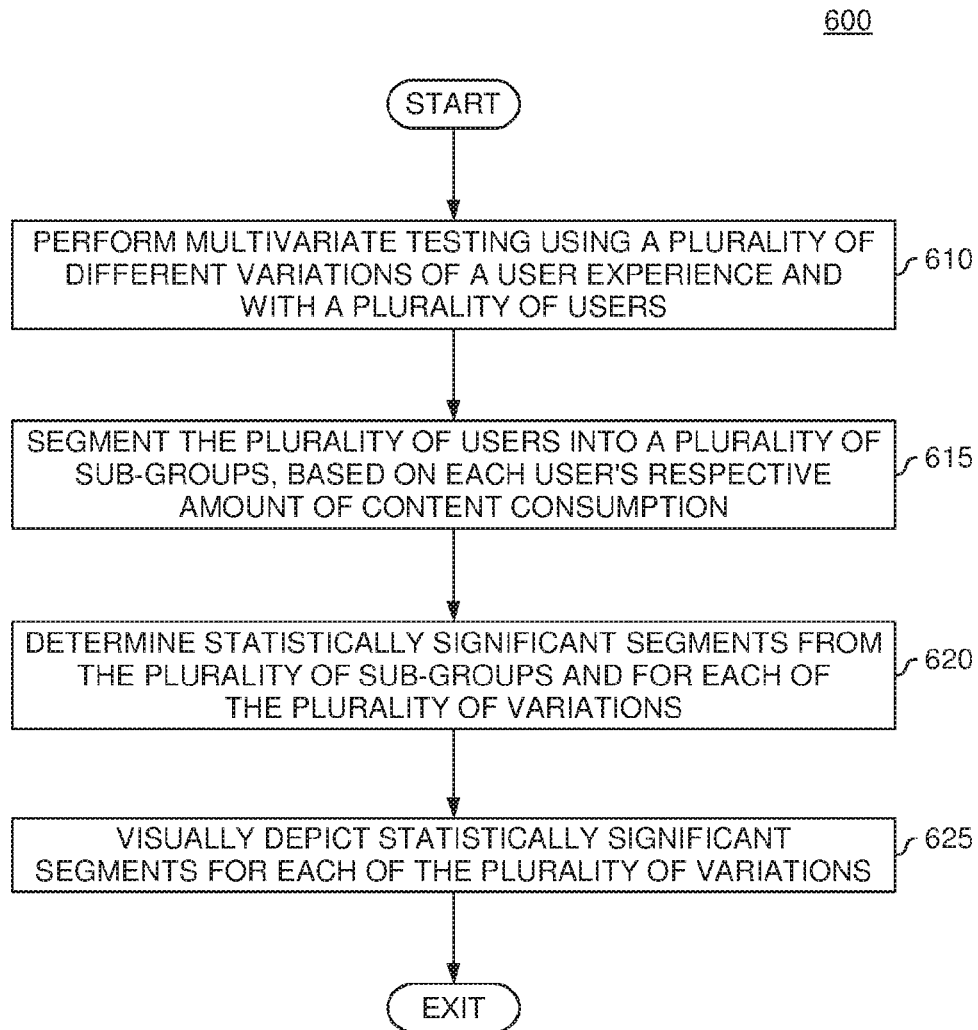 600
START
PERFORM MULTIVARIATE TESTING USING A PLURALITY OF
DIFFERENT VARIATIONS OF A USER EXPERIENCE AND
WITH A PLURALITY OF USERS
610
SEGMENT THE PLURALITY OF USERS INTO A PLURALITY OF
SUB-GROUPS, BASED ON EACH USER'S RESPECTIVE
AMOUNT OF CONTENT CONSUMPTION
615
DETERMINE STATISTICALLY SIGNIFICANT SEGMENTS FROM
THE PLURALITY OF SUB-GROUPS AND FOR EACH OF
THE PLURALITY OF VARIATIONS
620
VISUALLY DEPICT STATISTICALLY SIGNIFICANT
SEGMENTS FOR EACH OF THE PLURALITY OF VARIATIONS
625
EXIT